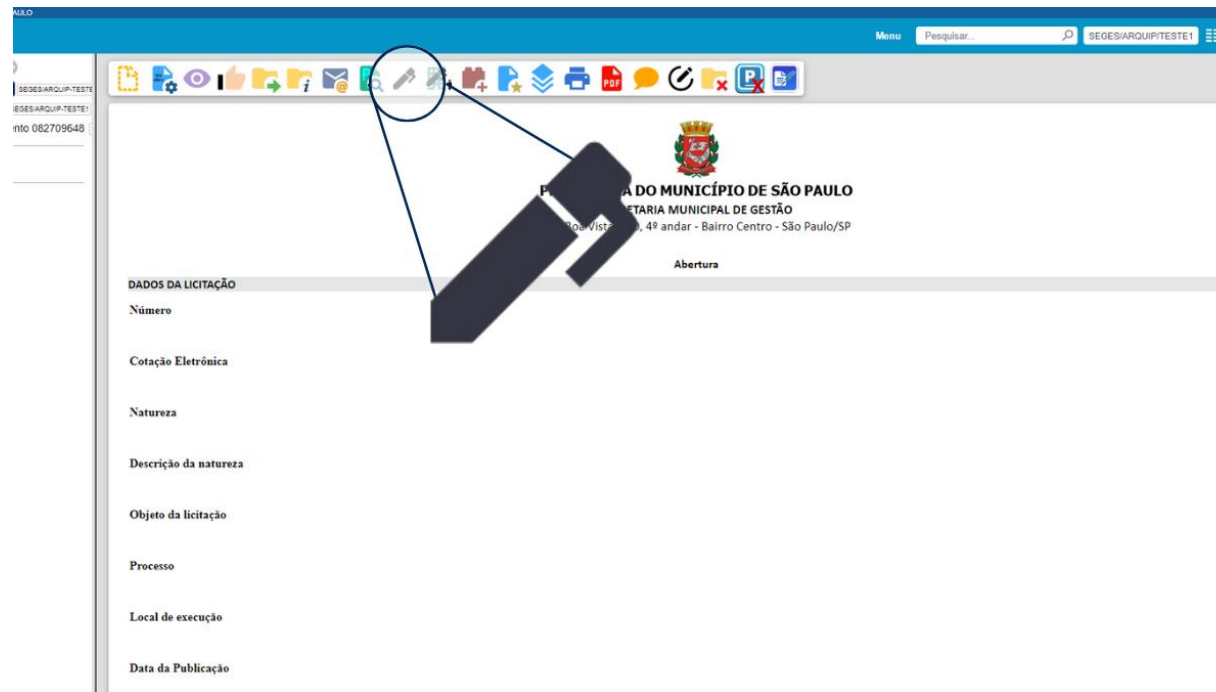 Menu
Pesquisar...
SEGES/ARQUIP/TESTE1
SEGES/ARQUIP-TESTE
SEGES/ARQUIP-TESTE1
nto 082709648
PDF
DO MUNICÍPIO DE SÃO PAULO
MUNICIPAL DE GESTÃO
Boa Vista, 4º andar - Bairro Centro - São Paulo/SP
Abertura
DADOS DA LICITAÇÃO
Número
Cotação Eletrônica
Natureza
Descrição da natureza
Objeto da licitação
Processo
Local de execução
Data da Publicação